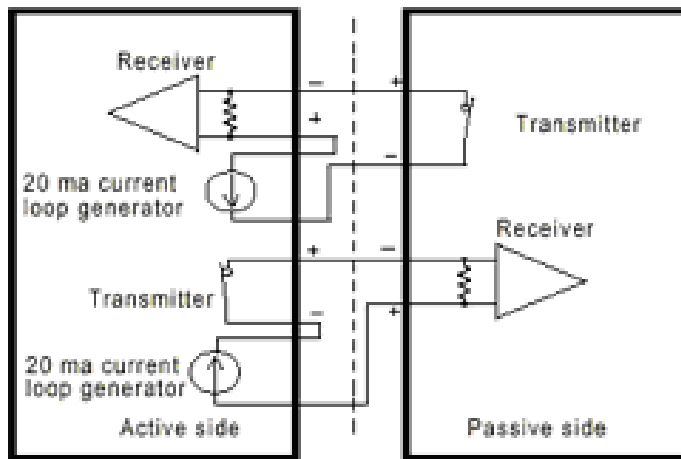 Receiver
–
+
+
Transmitter
–
20 ma current
loop generator
Receiver
+
–
Transmitter
–
+
20 ma current
loop generator
Active side
Passive side